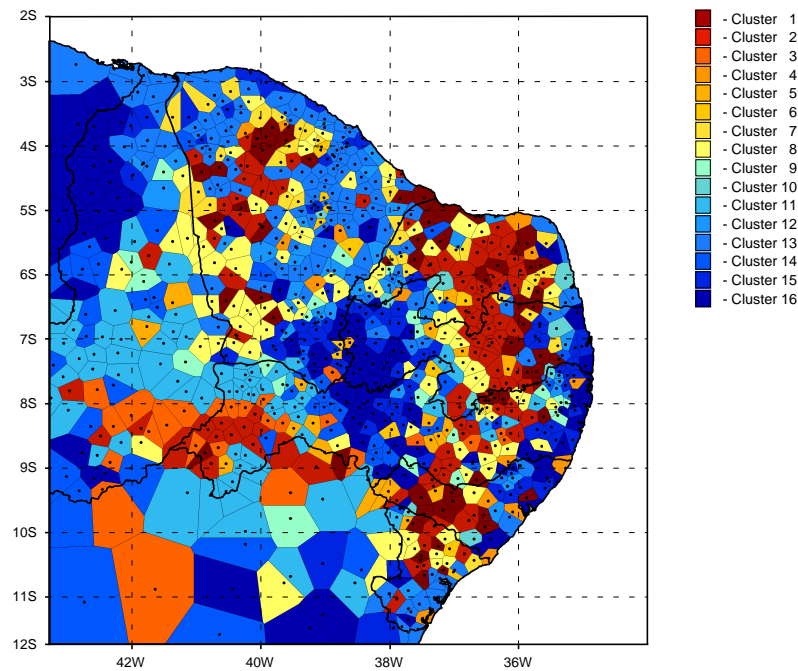 2S
3S
4S
5S
6S
7S
8S
9S
10S
11S
12S
42W 40W 38W 36W
- Cluster 1
- Cluster 2
- Cluster 3
- Cluster 4
- Cluster 5
- Cluster 6
- Cluster 7
- Cluster 8
- Cluster 9
- Cluster 10
- Cluster 11
- Cluster 12
- Cluster 13
- Cluster 14
- Cluster 15
- Cluster 16